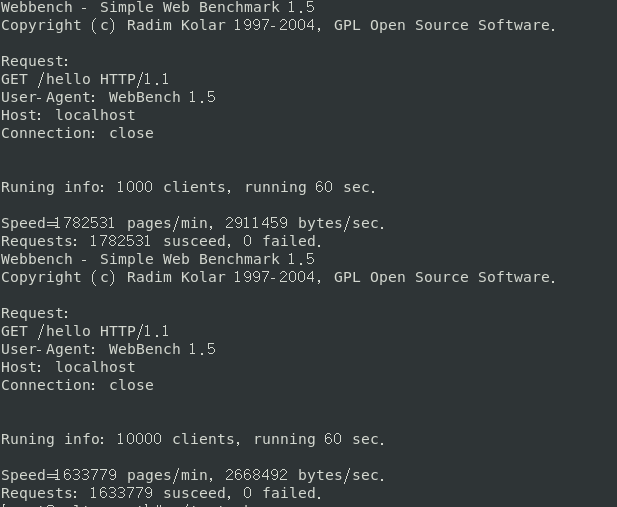 Webbench - Simple Web Benchmark 1.5
Copyright (c) Radim Kolar 1997-2004, GPL Open Source Software.
Request:
GET /hello HTTP/1.1
User-Agent: WebBench 1.5
Host: localhost
Connection: close
Runing info: 1000 clients, running 60 sec.
Speed=1782531 pages/min, 2911459 bytes/sec.
Requests: 1782531 susceed, 0 failed.
Webbench - Simple Web Benchmark 1.5
Copyright (c) Radim Kolar 1997-2004, GPL Open Source Software.
Request:
GET /hello HTTP/1.1
User-Agent: WebBench 1.5
Host: localhost
Connection: close
Runing info: 10000 clients, running 60 sec.
Speed=1633779 pages/min, 2668492 bytes/sec.
Requests: 1633779 susceed, 0 failed.